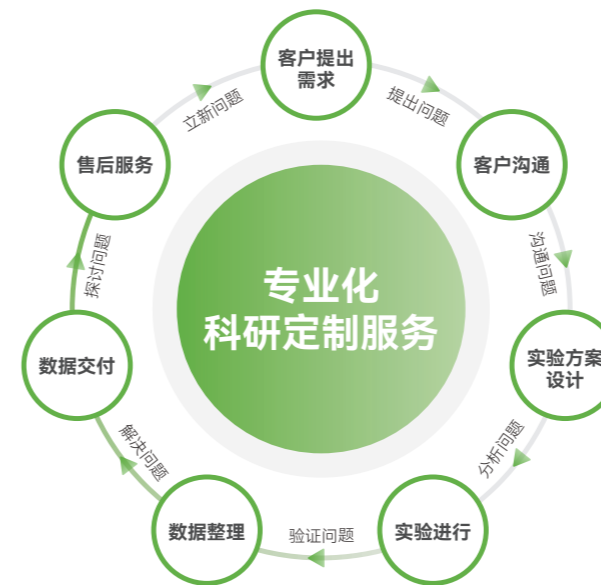 客户提出
需求
提出问题
客户沟通
沟通问题
实验方案
设计
分析问题
实验进行
验证问题
数据整理
解决问题
数据交付
探讨问题
售后服务
立新问题
专业化
科研定制服务